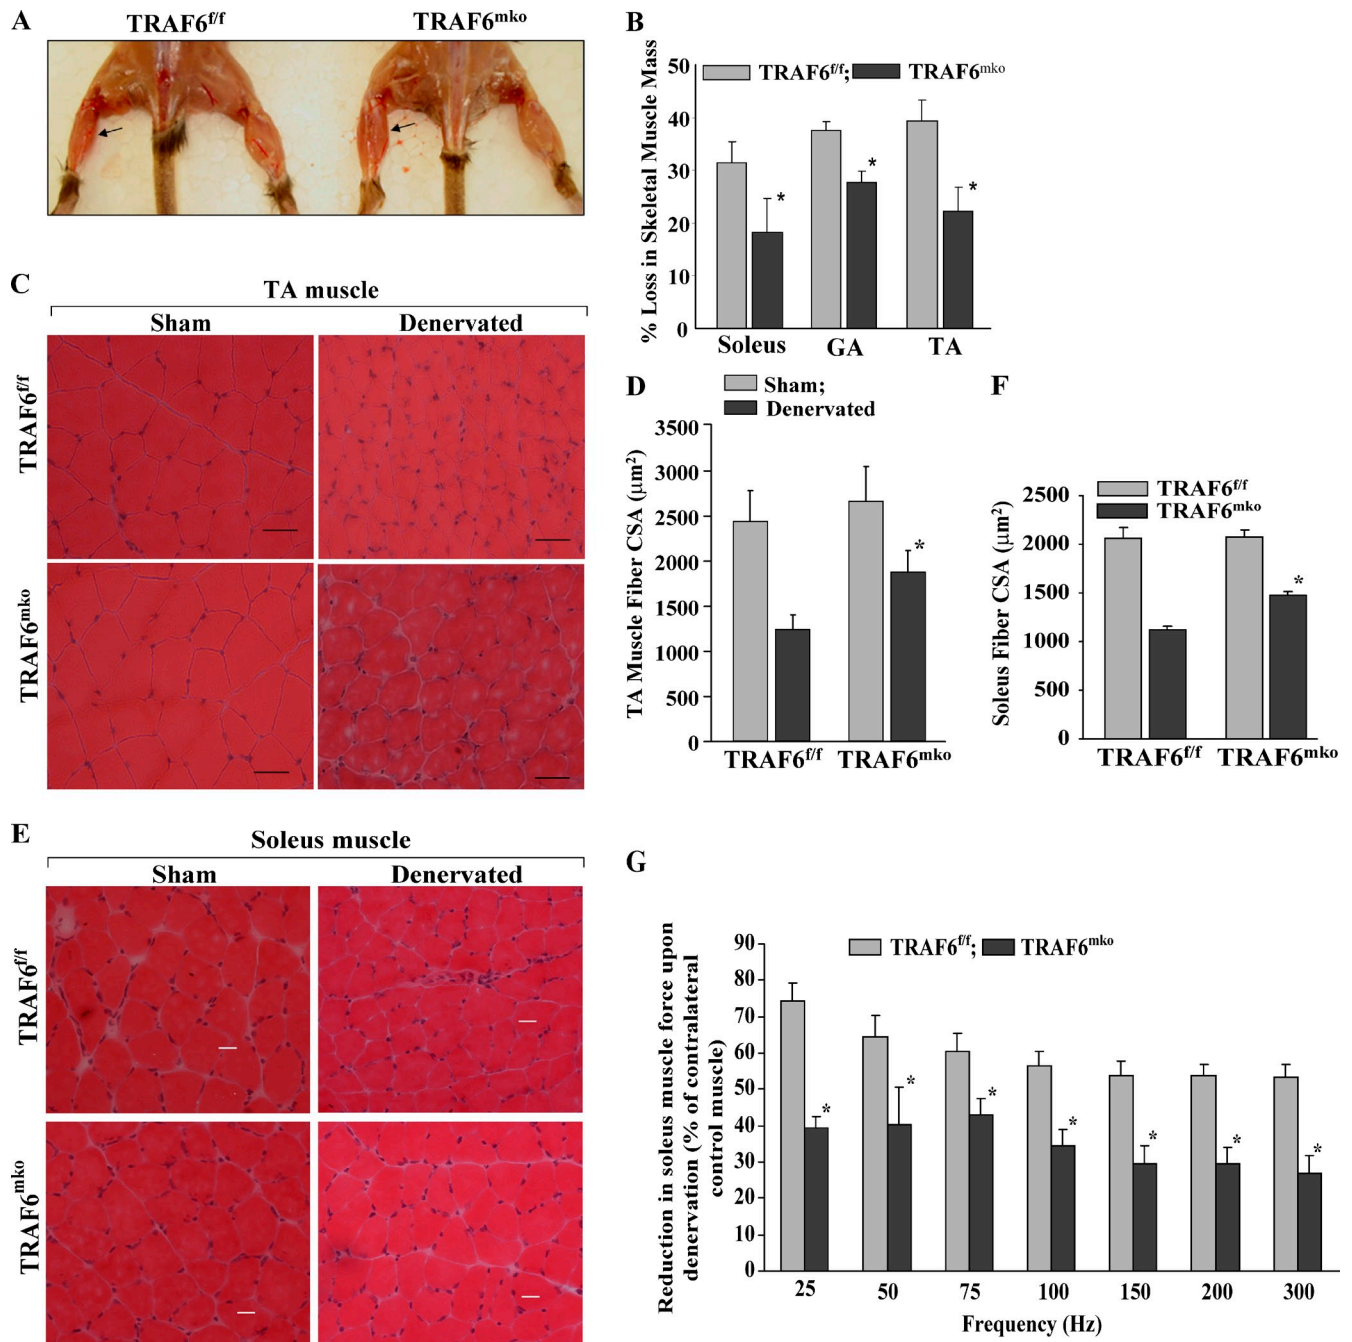 A
TRAF6f/f
TRAF6mko
B
TRAF6f/f; TRAF6mko
% Loss in Skeletal Muscle Mass
50
40
30
20
10
0
*
*
*
Soleus GA TA
C
TA muscle
Sham Denervated
TRAF6f/f
TRAF6mko
D
Sham;
Denervated
TA Muscle Fiber CSA (μm2)
3500
3000
2500
2000
1500
1000
500
0
*
TRAF6f/f TRAF6mko
F
TRAF6f/f
TRAF6mko
Soleus Fiber CSA (μm2)
2500
2000
1500
1000
500
0
*
TRAF6f/f TRAF6mko
E
Soleus muscle
Sham Denervated
TRAF6f/f
TRAF6mko
G
TRAF6f/f; TRAF6mko
Reduction in soleus muscle force upon
denervation (% of contralateral
control muscle)
90
80
70
60
50
40
30
20
10
0
* * * * * * *
25 50 75 100 150 200 300
Frequency (Hz)